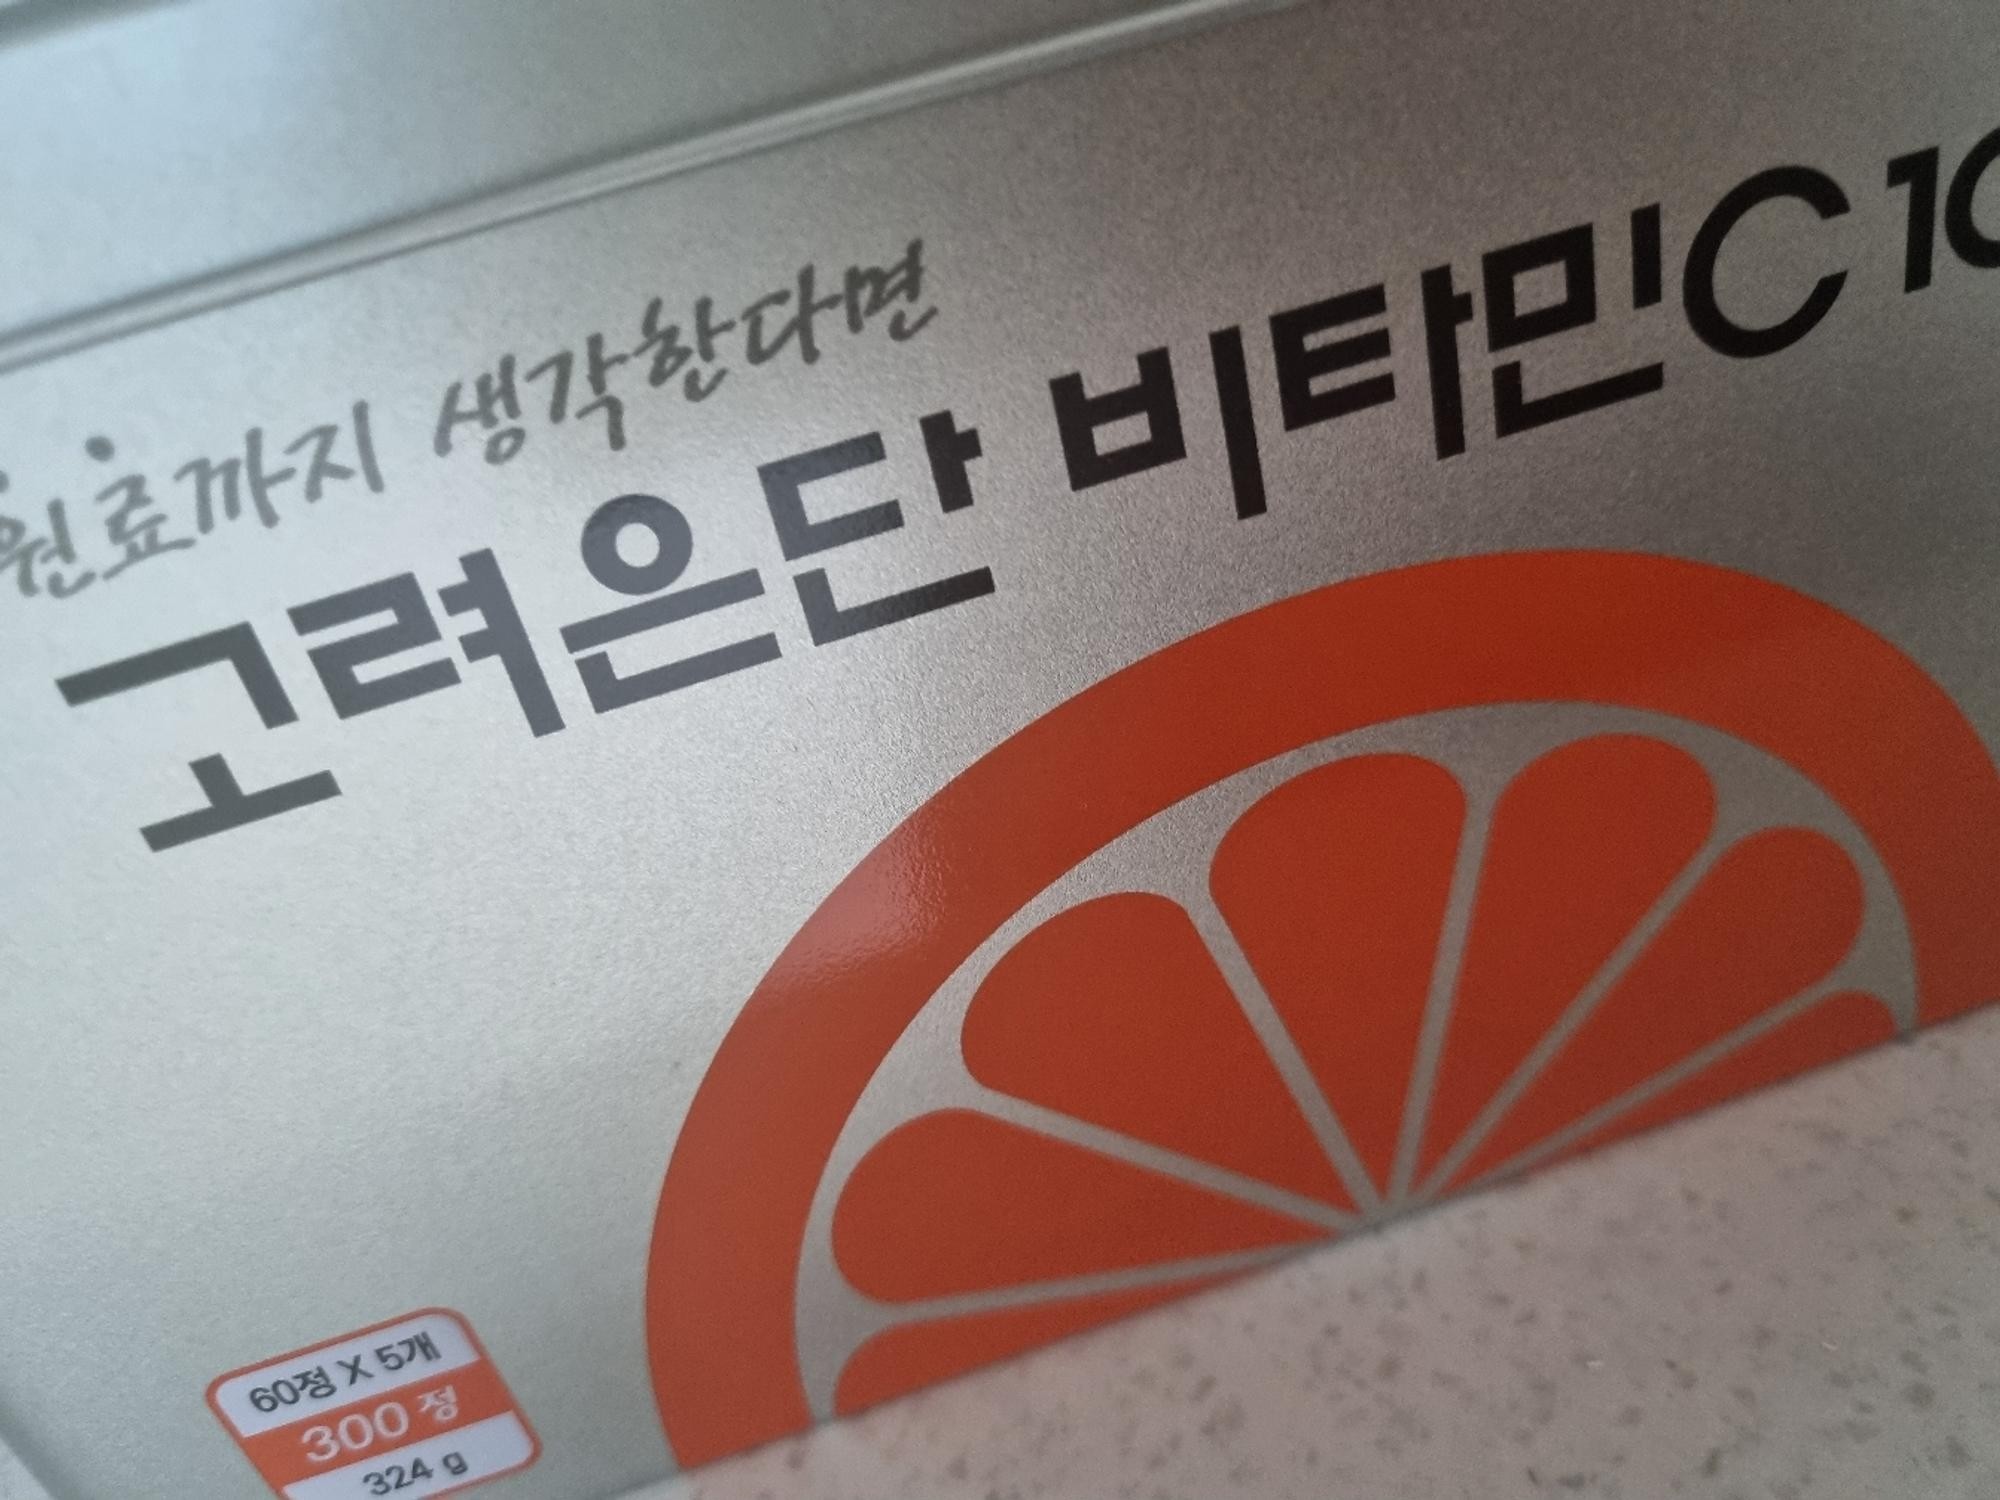 원료까지 생각한다면
고려은단 비타민C 10
60정 X 5개
300정
324 g